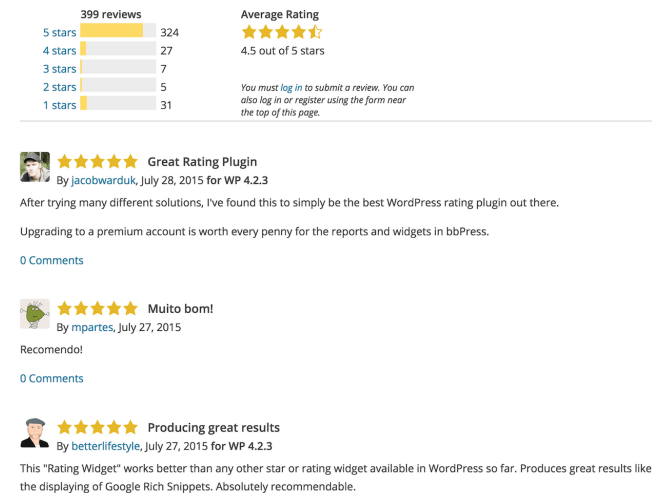 399 reviews
Average Rating
5 stars 324
4 stars 27
4.5 out of 5 stars
3 stars 7
2 stars 5
1 stars 31
You must log in to submit a review. You can
also log in or register using the form near
the top of this page.
Great Rating Plugin
By jacobwarduk, July 28, 2015 for WP 4.2.3
After trying many different solutions, I've found this to simply be the best WordPress rating plugin out there.
Upgrading to a premium account is worth every penny for the reports and widgets in bbPress.
0 Comments
Muito bom!
By mpartes, July 27, 2015
Recomendo!
0 Comments
Producing great results
By betterlifestyle, July 27, 2015 for WP 4.2.3
This "Rating Widget" works better than any other star or rating widget available in WordPress so far. Produces great results like
the displaying of Google Rich Snippets. Absolutely recommendable.